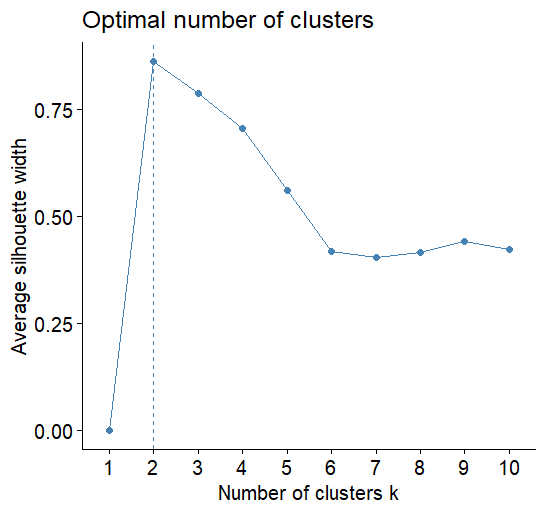 Optimal number of clusters
Average silhouette width
0.75
0.50
0.25
0.00
1 2 3 4 5 6 7 8 9 10
Number of clusters k